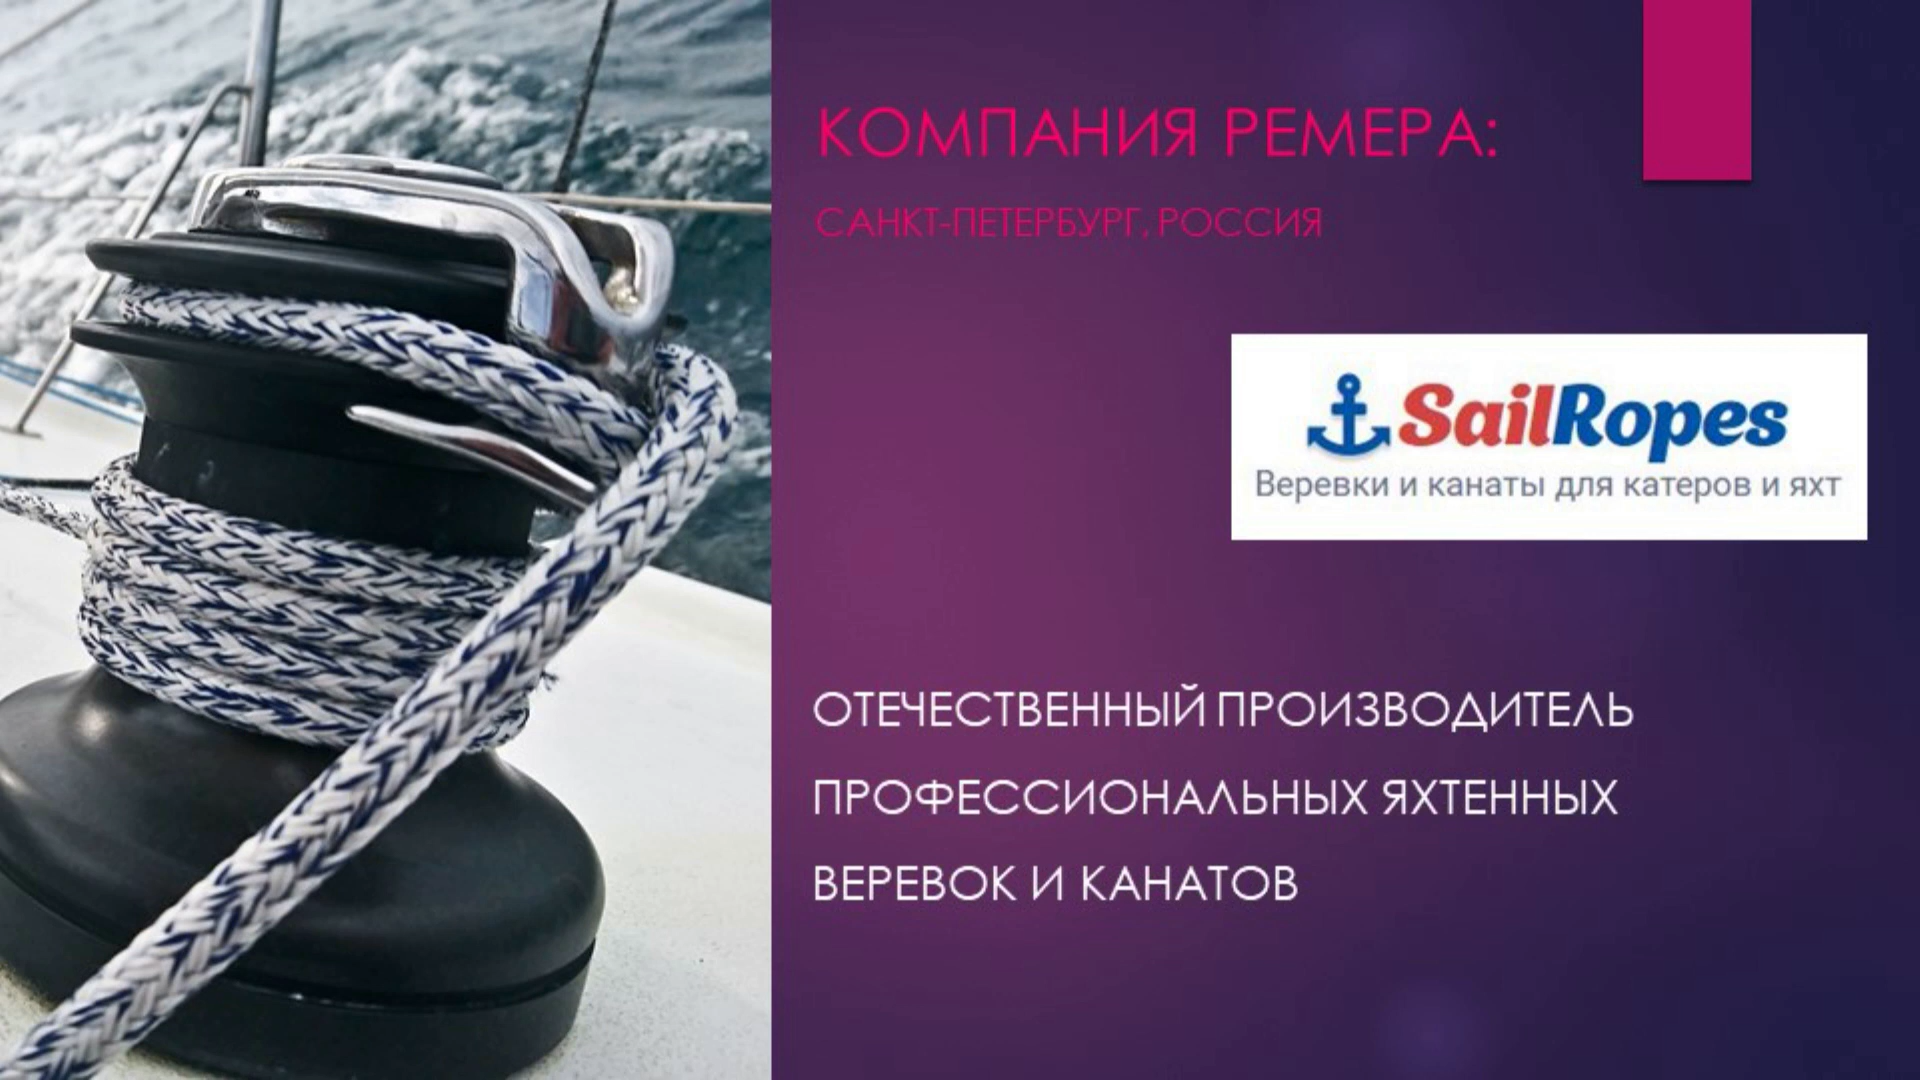 КОМПАНИЯ РЕМЕРА:
САНКТ-ПЕТЕРБУРГ, РОССИЯ
SailRopes
Веревки и канаты для катеров и яхт
ОТЕЧЕСТВЕННЫЙ ПРОИЗВОДИТЕЛЬ
ПРОФЕССИОНАЛЬНЫХ ЯХТЕННЫХ
ВЕРЕВОК И КАНАТОВ